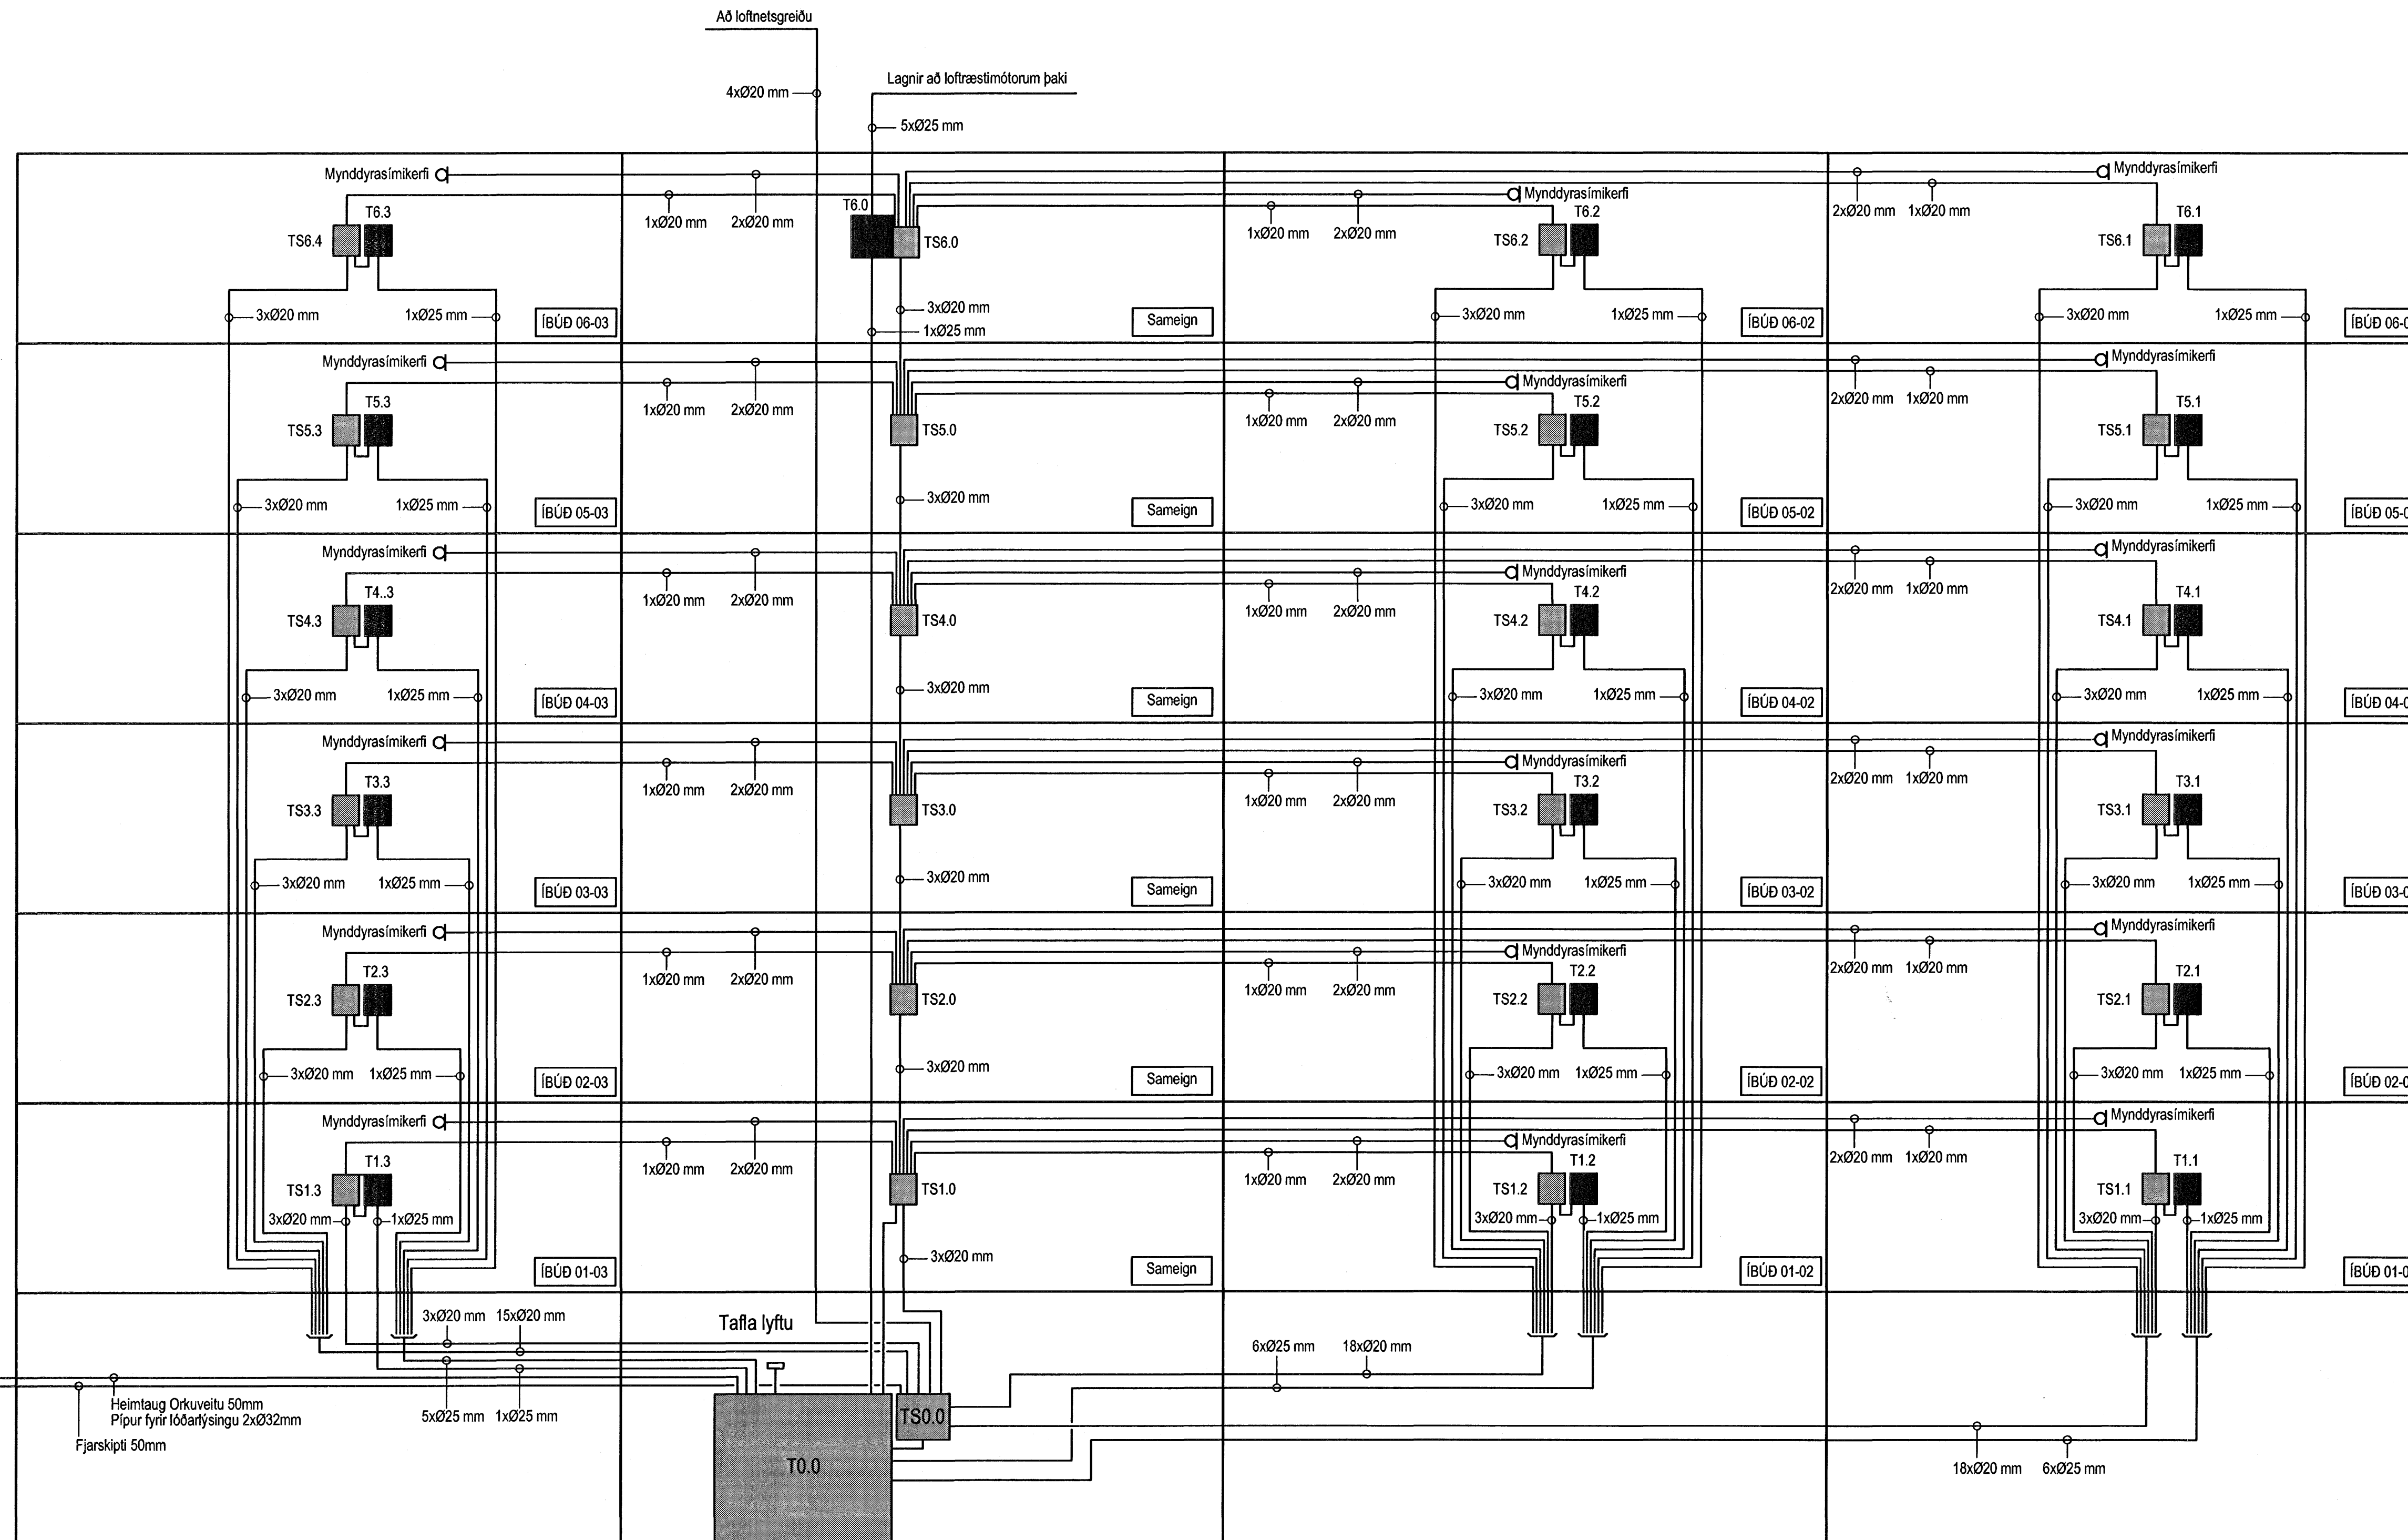 Að loftnetsgreiðu
4xØ20 mm
Lagnir að loftræstimótorum þaki
5xØ25 mm
Mynddyrasímikerfi
Mynddyrasímikerfi
Mynddyrasímikerfi
T6.3
1xØ20 mm 2xØ20 mm
T6.0
1xØ20 mm 2xØ20 mm
T6.2
2xØ20 mm 1xØ20 mm
T6.1
TS6.4
TS6.0
TS6.2
TS6.1
3xØ20 mm 1xØ25 mm
ÍBÚÐ 06-03
3xØ20 mm
1xØ25 mm
Sameign
3xØ20 mm 1xØ25 mm
ÍBÚÐ 06-02
3xØ20 mm 1xØ25 mm
ÍBÚÐ 06-0
Mynddyrasímikerfi
Mynddyrasímikerfi
Mynddyrasímikerfi
T5.3
1xØ20 mm 2xØ20 mm
1xØ20 mm 2xØ20 mm
T5.2
2xØ20 mm 1xØ20 mm
T5.1
TS5.3
TS5.0
TS5.2
TS5.1
3xØ20 mm 1xØ25 mm
ÍBÚÐ 05-03
3xØ20 mm
Sameign
3xØ20 mm 1xØ25 mm
ÍBÚÐ 05-02
3xØ20 mm 1xØ25 mm
ÍBÚÐ 05-0
Mynddyrasímikerfi
Mynddyrasímikerfi
Mynddyrasímikerfi
T4..3
1xØ20 mm 2xØ20 mm
1xØ20 mm 2xØ20 mm
T4.2
2xØ20 mm 1xØ20 mm
T4.1
TS4.3
TS4.0
TS4.2
TS4.1
3xØ20 mm 1xØ25 mm
ÍBÚÐ 04-03
3xØ20 mm
Sameign
3xØ20 mm 1xØ25 mm
ÍBÚÐ 04-02
3xØ20 mm 1xØ25 mm
ÍBÚÐ 04-0
Mynddyrasímikerfi
Mynddyrasímikerfi
Mynddyrasímikerfi
T3.3
1xØ20 mm 2xØ20 mm
1xØ20 mm 2xØ20 mm
T3.2
2xØ20 mm 1xØ20 mm
T3.1
TS3.3
TS3.0
TS3.2
TS3.1
3xØ20 mm 1xØ25 mm
ÍBÚÐ 03-03
3xØ20 mm
Sameign
3xØ20 mm 1xØ25 mm
ÍBÚÐ 03-02
3xØ20 mm 1xØ25 mm
ÍBÚÐ 03-0
Mynddyrasímikerfi
Mynddyrasímikerfi
Mynddyrasímikerfi
T2.3
1xØ20 mm 2xØ20 mm
1xØ20 mm 2xØ20 mm
T2.2
2xØ20 mm 1xØ20 mm
T2.1
TS2.3
TS2.0
TS2.2
TS2.1
3xØ20 mm 1xØ25 mm
ÍBÚÐ 02-03
3xØ20 mm
Sameign
3xØ20 mm 1xØ25 mm
ÍBÚÐ 02-02
3xØ20 mm 1xØ25 mm
ÍBÚÐ 02-0
Mynddyrasímikerfi
Mynddyrasímikerfi
Mynddyrasímikerfi
T1.3
1xØ20 mm 2xØ20 mm
1xØ20 mm 2xØ20 mm
T1.2
2xØ20 mm 1xØ20 mm
T1.1
TS1.3
TS1.0
TS1.2
TS1.1
3xØ20 mm 1xØ25 mm
ÍBÚÐ 01-03
3xØ20 mm
Sameign
3xØ20 mm 1xØ25 mm
ÍBÚÐ 01-02
3xØ20 mm 1xØ25 mm
ÍBÚÐ 01-0
3xØ20 mm 15xØ20 mm
Tafla lyftu
6xØ25 mm 18xØ20 mm
Heimtaug Orkuveitu 50mm
Pípur fyrir lóðarlýsingu 2xØ32mm
Fjarskipti 50mm
5xØ25 mm 1xØ25 mm
TS0.0
T0.0
18xØ20 mm 6xØ25 mm